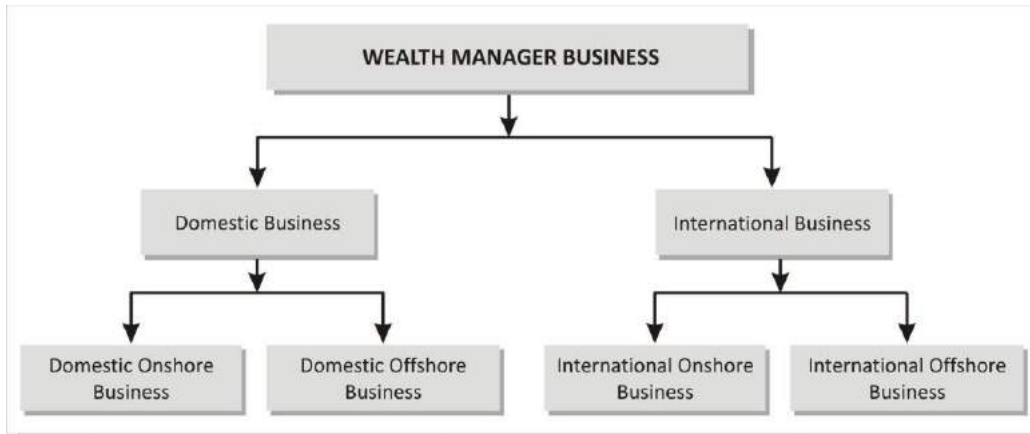 WEALTH MANAGER BUSINESS
Domestic Business
International Business
Domestic Onshore
Business
Domestic Offshore
Business
International Onshore
Business
International Offshore
Business